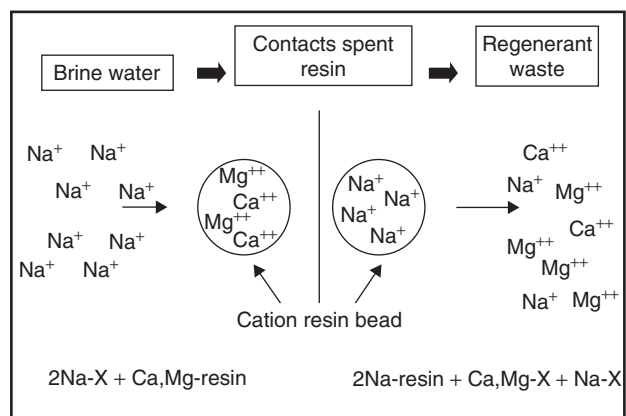 Brine water
Contacts spent
resin
Regenerant
waste
Na⁺ Na⁺
Na⁺ Na⁺
Na⁺ Na⁺
Na⁺ Na⁺
Mg⁺⁺
Ca⁺⁺
Mg⁺⁺
Ca⁺⁺
Na⁺
Na⁺
Na⁺
Na⁺
Ca⁺⁺
Na⁺ Mg⁺⁺
Ca⁺⁺
Mg⁺⁺
Mg⁺⁺
Na⁺ Mg⁺⁺
Cation resin bead
2Na-X + Ca,Mg-resin
2Na-resin + Ca,Mg-X + Na-X